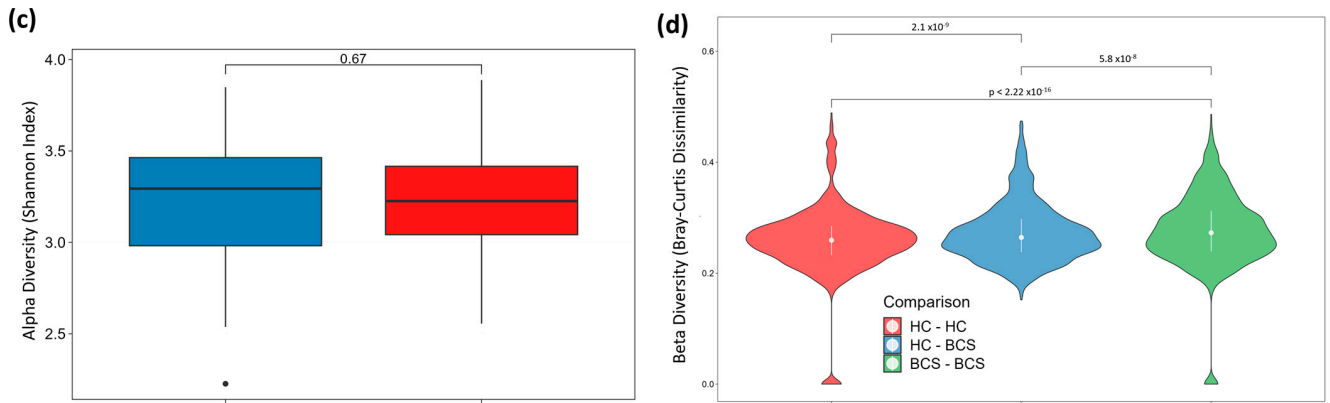 (c)
Alpha Diversity (Shannon Index)
4.0
3.5
3.0
2.5
0.67
(d)
Beta Diversity (Bray-Curtis Dissimilarity)
0.6
0.4
0.2
0.0
2.1 x10⁻⁹
5.8 x10⁻⁸
p < 2.22 x10⁻¹⁶
Comparison
HC - HC
HC - BCS
BCS - BCS